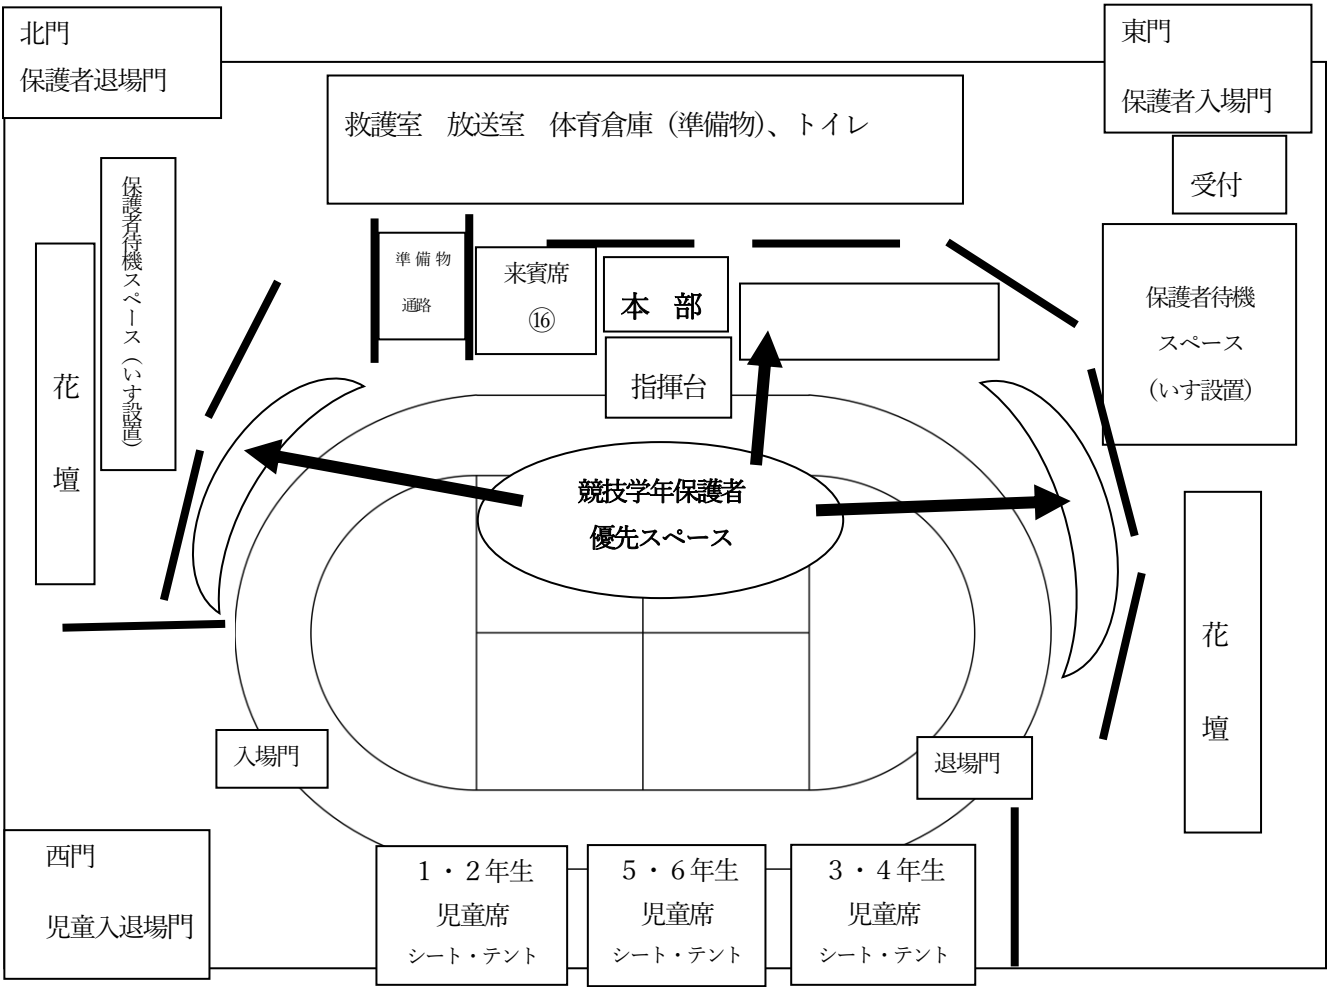 北門
保護者退場門
東門
保護者入場門
救護室　放送室　体育倉庫（準備物）、トイレ
受付
保護者待機スペース（いす設置）
準備物
通路
来賓席
⑯
本　部
指揮台
保護者待機
スペース
（いす設置）
花
壇
競技学年保護者
優先スペース
花
壇
入場門
退場門
西門
児童入退場門
１・２年生
児童席
シート・テント
５・６年生
児童席
シート・テント
３・４年生
児童席
シート・テント